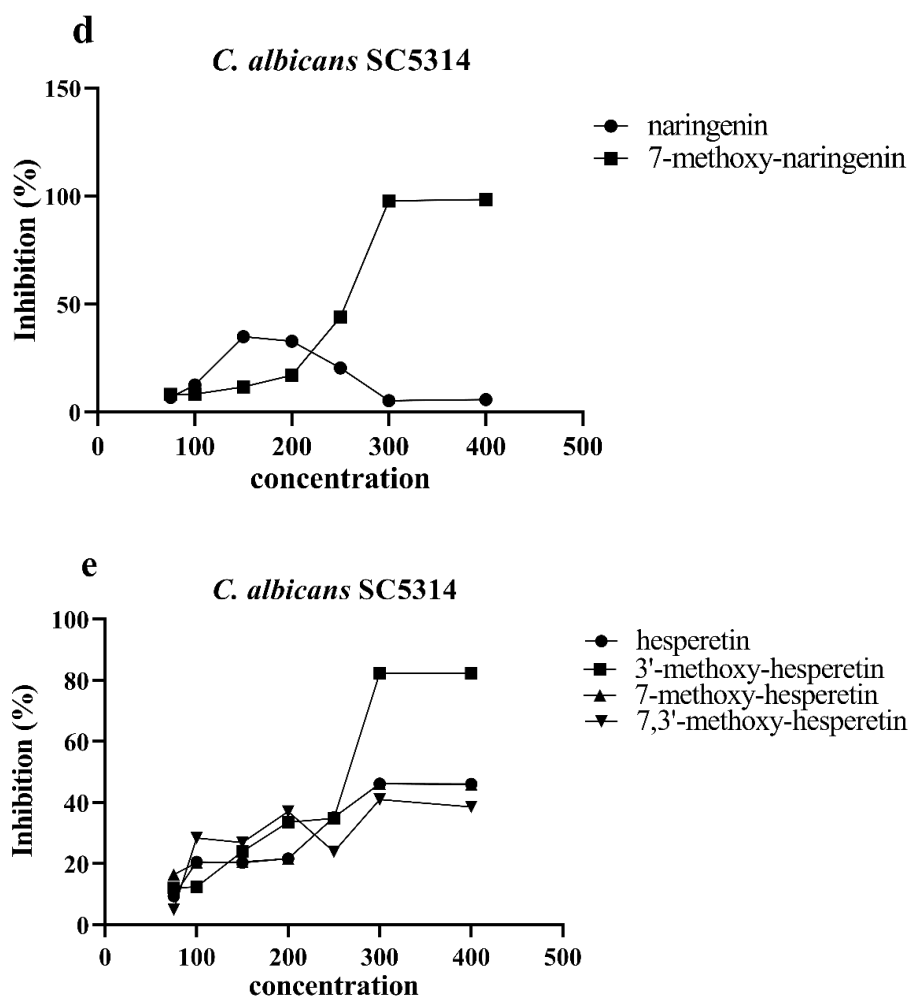 d
C. albicans SC5314
150
100
50
0
Inhibition (%)
0 100 200 300 400 500
concentration
naringenin
7-methoxy-naringenin
e
C. albicans SC5314
100
80
60
40
20
0
Inhibition (%)
0 100 200 300 400 500
concentration
hesperetin
3'-methoxy-hesperetin
7-methoxy-hesperetin
7,3'-methoxy-hesperetin